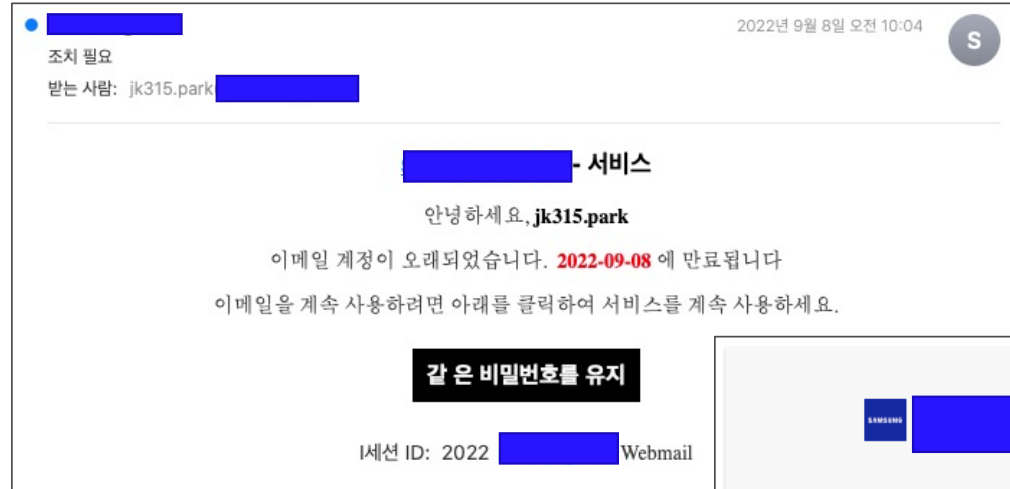 2022년 9월 8일 오전 10:04
S
조치 필요
받는 사람: jk315.park
- 서비스
안녕하세요, jk315.park
이메일 계정이 오래되었습니다. 2022-09-08 에 만료됩니다
이메일을 계속 사용하려면 아래를 클릭하여 서비스를 계속 사용하세요.
같 은 비밀번호를 유지
SAMSUNG
I세션 ID: 2022 Webmail